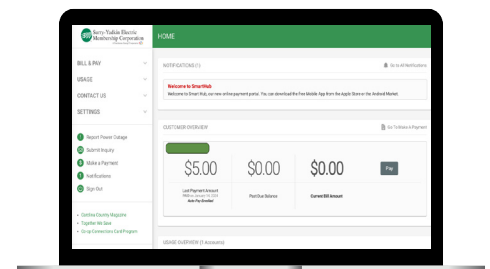 Surry-Yadkin Electric
Membership Corporation
HOME
BILL & PAY
USAGE
CONTACT US
SETTINGS
Report Power Outage
Submit Inquiry
Make a Payment
Notifications
Sign Out
Carolina Country Magazine
Together We Save
Co-op Connections Card Program
NOTIFICATIONS (1)
Go to All Notifications
Welcome to SmartHub
Welcome to Smart Hub, our new online payment portal. You can download the free Mobile App from the Apple Store or the Android Market.
CUSTOMER OVERVIEW
Go To Make A Payment
$5.00
$0.00
$0.00
Pay
Last Payment Amount
Past Due Balance
Current Bill Amount
Auto Pay Enrolled
USAGE OVERVIEW (1 Accounts)